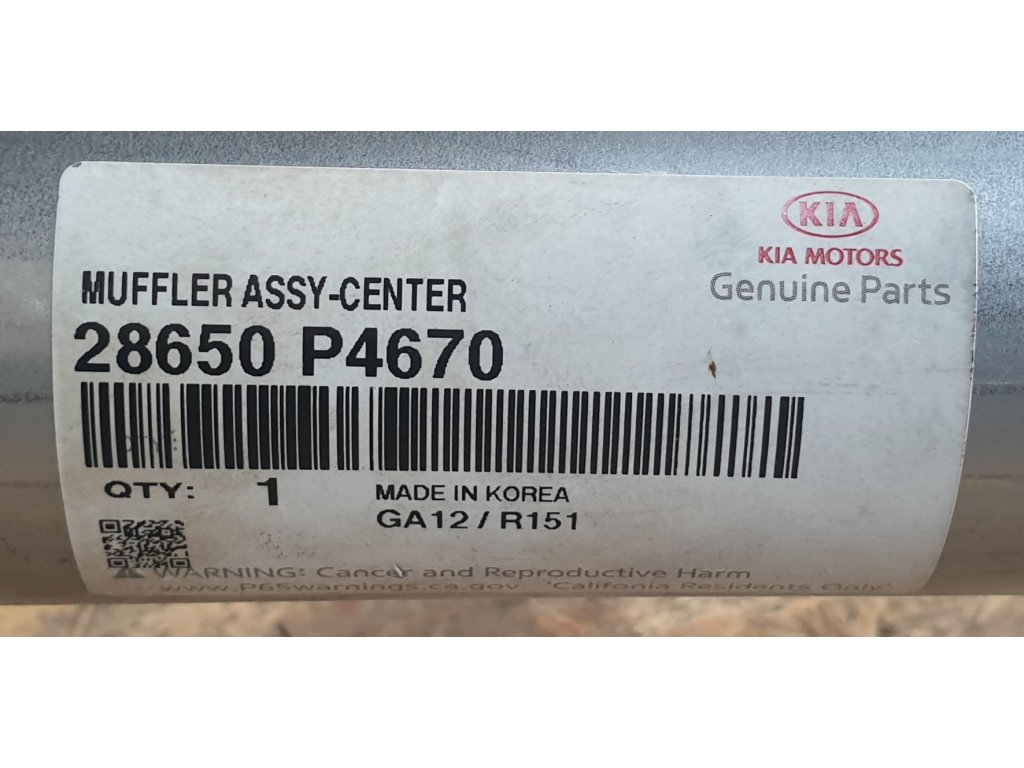 KIA
KIA MOTORS
Genuine Parts
MUFFLER ASSY-CENTER
28650 P4670
QTY: 1
MADE IN KOREA
GA12 / R151
WARNING: Cancer and Reproductive Harm
www.P65warnings.ca.gov 'California Residents Only'